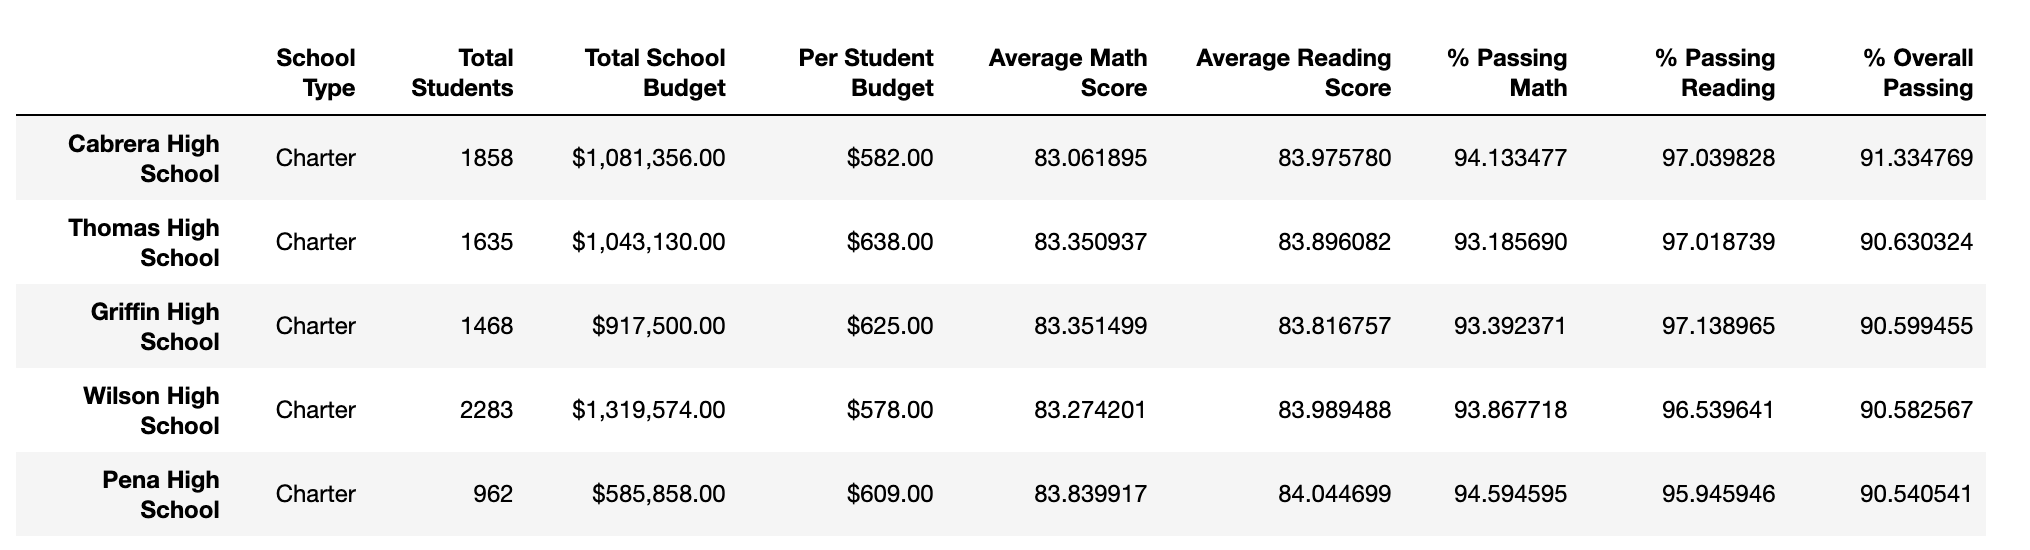 School Total Total School Per Student Average Math Average Reading % Passing % Passing % Overall
Type Students Budget Budget Score Score Math Reading Passing
Cabrera High
School Charter 1858 $1,081,356.00 $582.00 83.061895 83.975780 94.133477 97.039828 91.334769
Thomas High
School Charter 1635 $1,043,130.00 $638.00 83.350937 83.896082 93.185690 97.018739 90.630324
Griffin High
School Charter 1468 $917,500.00 $625.00 83.351499 83.816757 93.392371 97.138965 90.599455
Wilson High
School Charter 2283 $1,319,574.00 $578.00 83.274201 83.989488 93.867718 96.539641 90.582567
Pena High
School Charter 962 $585,858.00 $609.00 83.839917 84.044699 94.594595 95.945946 90.540541